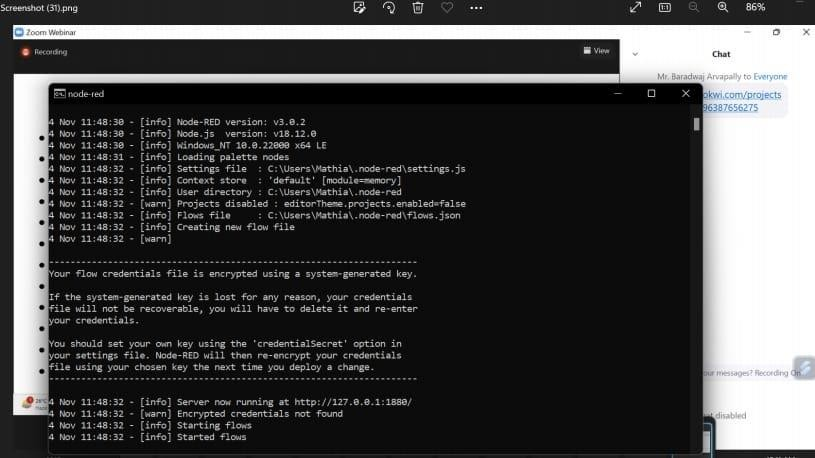 Screenshot (31).png
86%
Zoom Webinar
Recording
View
Chat
Mr. Baradwaj Arvapally to Everyone
okwi.com/projects
96387656275
node-red
4 Nov 11:48:30 - [info] Node-RED version: v3.0.2
4 Nov 11:48:30 - [info] Node.js  version: v18.12.0
4 Nov 11:48:30 - [info] Windows_NT 10.0.22000 x64 LE
4 Nov 11:48:31 - [info] Loading palette nodes
4 Nov 11:48:32 - [info] Settings file  : C:\Users\Mathia\.node-red\settings.js
4 Nov 11:48:32 - [info] Context store  : 'default' [module=memory]
4 Nov 11:48:32 - [info] User directory : C:\Users\Mathia\.node-red
4 Nov 11:48:32 - [warn] Projects disabled : editorTheme.projects.enabled=false
4 Nov 11:48:32 - [info] Flows file     : C:\Users\Mathia\.node-red\flows.json
4 Nov 11:48:32 - [info] Creating new flow file
4 Nov 11:48:32 - [warn]
---------------------------------------------------------------------
Your flow credentials file is encrypted using a system-generated key.
If the system-generated key is lost for any reason, your credentials
file will not be recoverable, you will have to delete it and re-enter
your credentials.
You should set your own key using the 'credentialSecret' option in
your settings file. Node-RED will then re-encrypt your credentials
file using your chosen key the next time you deploy a change.
---------------------------------------------------------------------
4 Nov 11:48:32 - [info] Server now running at http://127.0.0.1:1880/
4 Nov 11:48:32 - [warn] Encrypted credentials not found
4 Nov 11:48:32 - [info] Starting flows
4 Nov 11:48:32 - [info] Started flows
our messages? Recording On
disabled
26°C